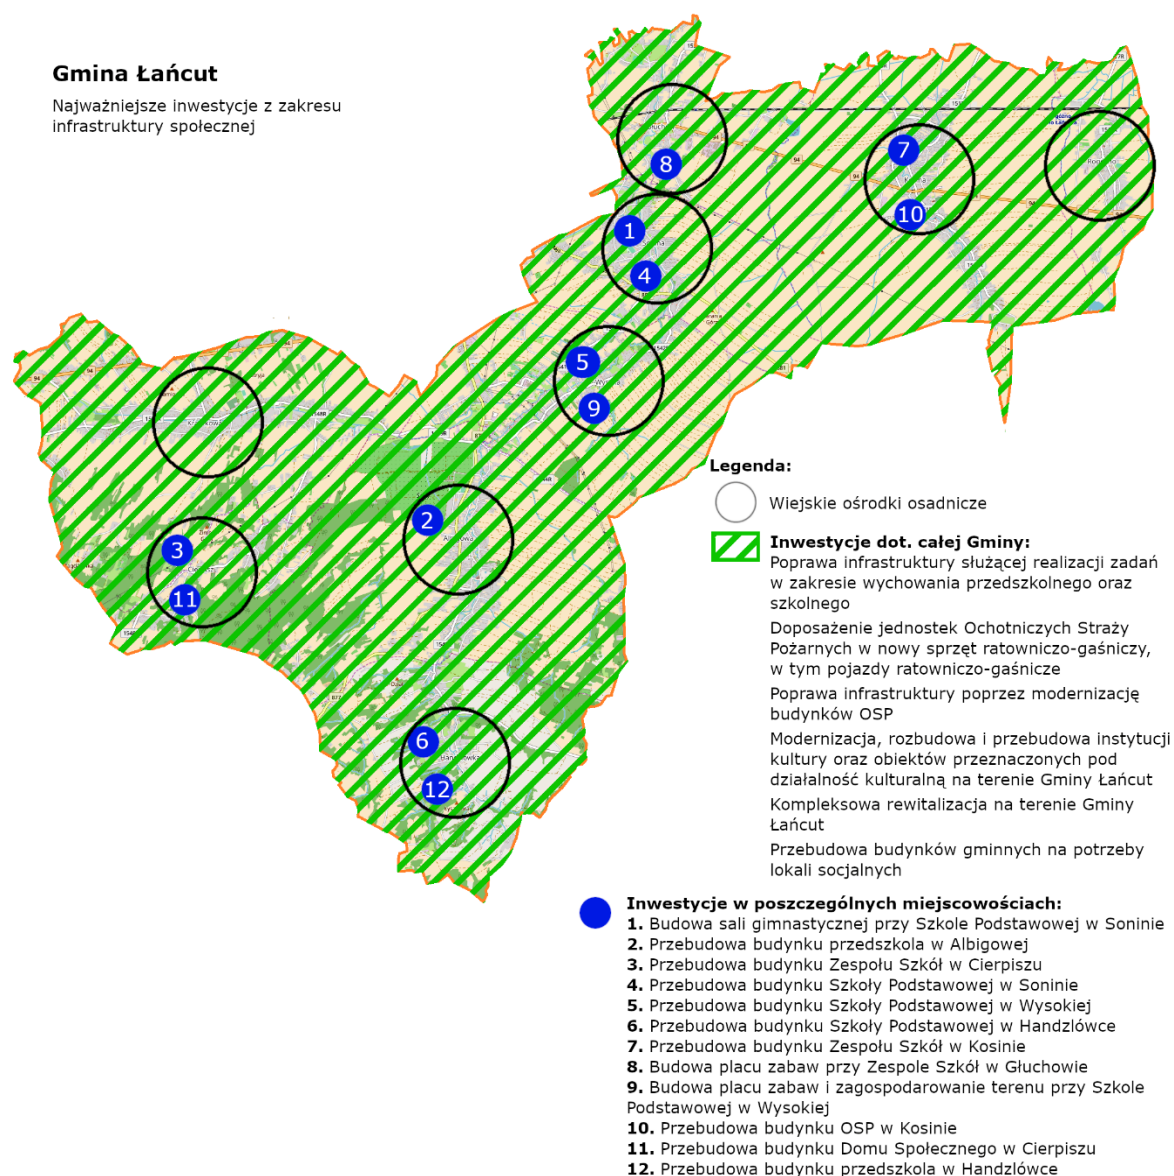 Gmina Łańcut
Najważniejsze inwestycje z zakresu
infrastruktury społecznej
8
7
10
1
4
5
9
2
3
11
6
12
94
94
94
94
94
Legenda:
Wiejskie ośrodki osadnicze
Inwestycje dot. całej Gminy:
Poprawa infrastruktury służącej realizacji zadań
w zakresie wychowania przedszkolnego oraz
szkolnego
Doposażenie jednostek Ochotniczych Straży
Pożarnych w nowy sprzęt ratowniczo-gaśniczy,
w tym pojazdy ratowniczo-gaśnicze
Poprawa infrastruktury poprzez modernizację
budynków OSP
Modernizacja, rozbudowa i przebudowa instytucji
kultury oraz obiektów przeznaczonych pod
działalność kulturalną na terenie Gminy Łańcut
Kompleksowa rewitalizacja na terenie Gminy
Łańcut
Przebudowa budynków gminnych na potrzeby
lokali socjalnych
Inwestycje w poszczególnych miejscowościach:
1. Budowa sali gimnastycznej przy Szkole Podstawowej w Soninie
2. Przebudowa budynku przedszkola w Albigowej
3. Przebudowa budynku Zespołu Szkół w Cierpiszu
4. Przebudowa budynku Szkoły Podstawowej w Soninie
5. Przebudowa budynku Szkoły Podstawowej w Wysokiej
6. Przebudowa budynku Szkoły Podstawowej w Handzlówce
7. Przebudowa budynku Zespołu Szkół w Kosinie
8. Budowa placu zabaw przy Zespole Szkół w Głuchowie
9. Budowa placu zabaw i zagospodarowanie terenu przy Szkole
Podstawowej w Wysokiej
10. Przebudowa budynku OSP w Kosinie
11. Przebudowa budynku Domu Społecznego w Cierpiszu
12. Przebudowa budynku przedszkola w Handzlówce